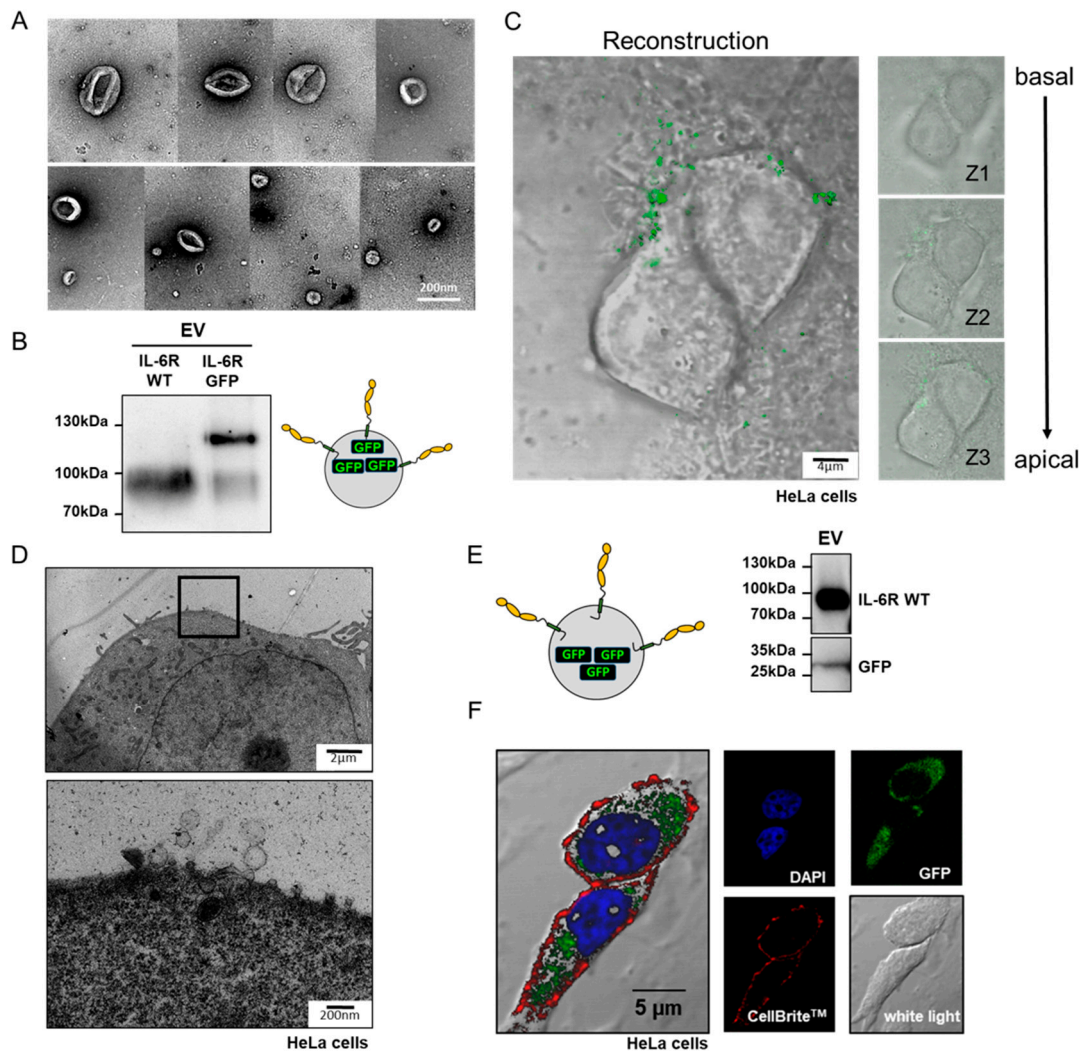 A
200nm
B
EV
IL-6R
WT
IL-6R
GFP
130kDa
100kDa
70kDa
GFP
GFP
GFP
C
Reconstruction
4µm
HeLa cells
basal
Z1
Z2
Z3
apical
D
2µm
200nm
HeLa cells
E
GFP
GFP
GFP
EV
130kDa
100kDa
70kDa
IL-6R WT
35kDa
25kDa
GFP
F
5 µm
HeLa cells
DAPI
GFP
CellBrite™
white light